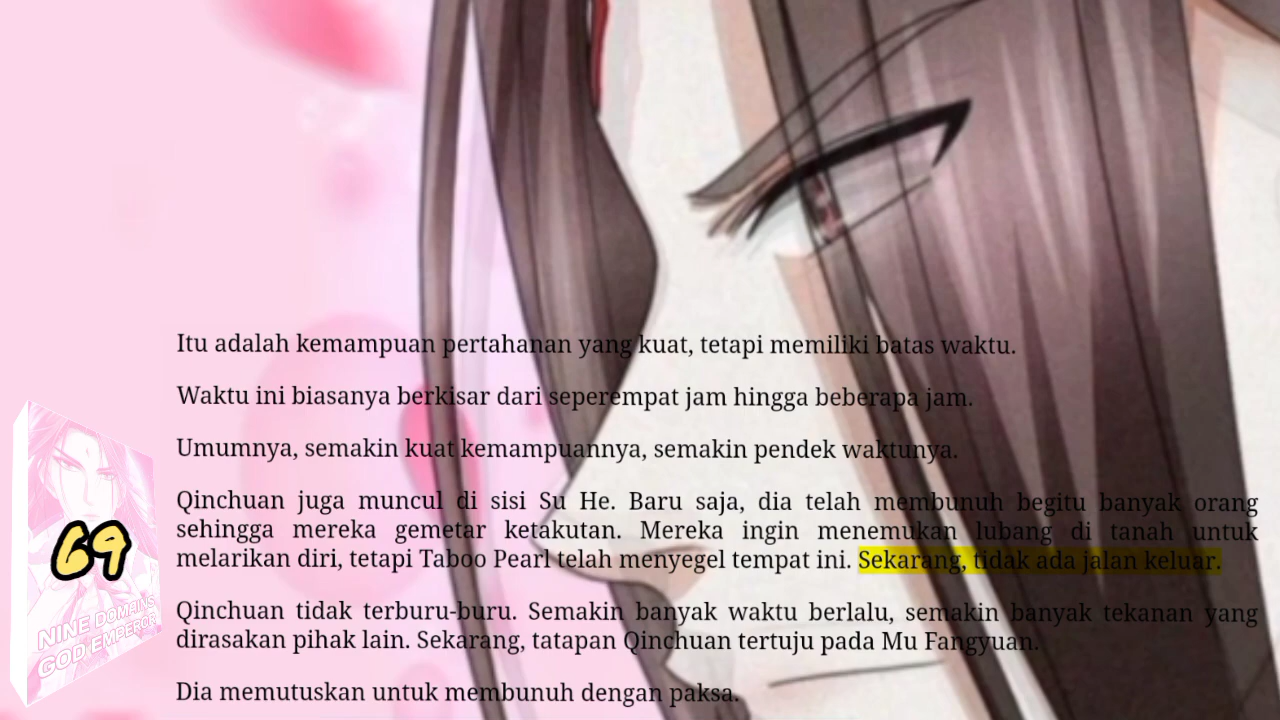 Itu adalah kemampuan pertahanan yang kuat, tetapi memiliki batas waktu.
Waktu ini biasanya berkisar dari seperempat jam hingga beberapa jam.
Umumnya, semakin kuat kemampuannya, semakin pendek waktunya.
Qinchuan juga muncul di sisi Su He. Baru saja, dia telah membunuh begitu banyak orang
sehingga mereka gemetar ketakutan. Mereka ingin menemukan lubang di tanah untuk
melarikan diri, tetapi Taboo Pearl telah menyegel tempat ini. Sekarang, tidak ada jalan keluar.
Qinchuan tidak terburu-buru. Semakin banyak waktu berlalu, semakin banyak tekanan yang
dirasakan pihak lain. Sekarang, tatapan Qinchuan tertuju pada Mu Fangyuan.
Dia memutuskan untuk membunuh dengan paksa.
69
NINE DOMAINS
GOD EMPEROR